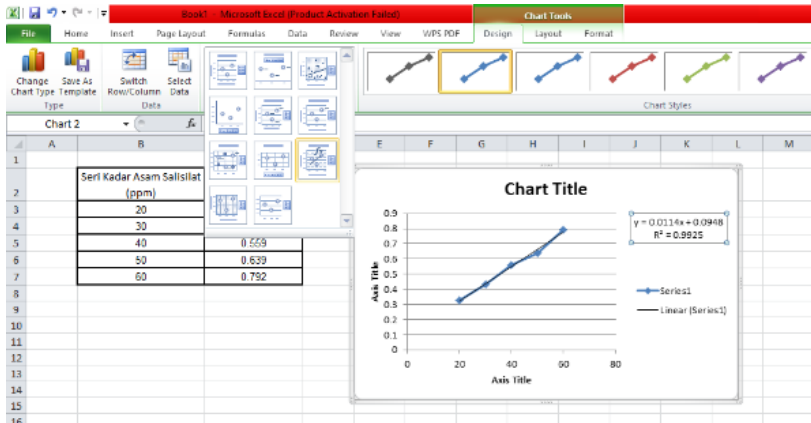 Book1 - Microsoft Excel (Product Activation Failed)
Chart Tools
File Home Insert Page Layout Formulas Data Review View WPS PDF Design Layout Format
Change Chart Type
Save As Template
Switch Row/Column
Select Data
Type
Data
Chart Styles
Chart 2
fx
A B E F G H I J K L M
1
Seri Kadar Asam Salisilat
2 (ppm)
3 20
4 30
5 40 0.559
6 50 0.639
7 60 0.792
8
9
10
11
12
13
14
15
16
Chart Title
0.9
0.8
0.7
0.6
0.5
0.4
0.3
0.2
0.1
0
Axis Title
0 20 40 60 80
Axis Title
y = 0.0114x + 0.0948
R² = 0.9925
Series1
Linear (Series1)